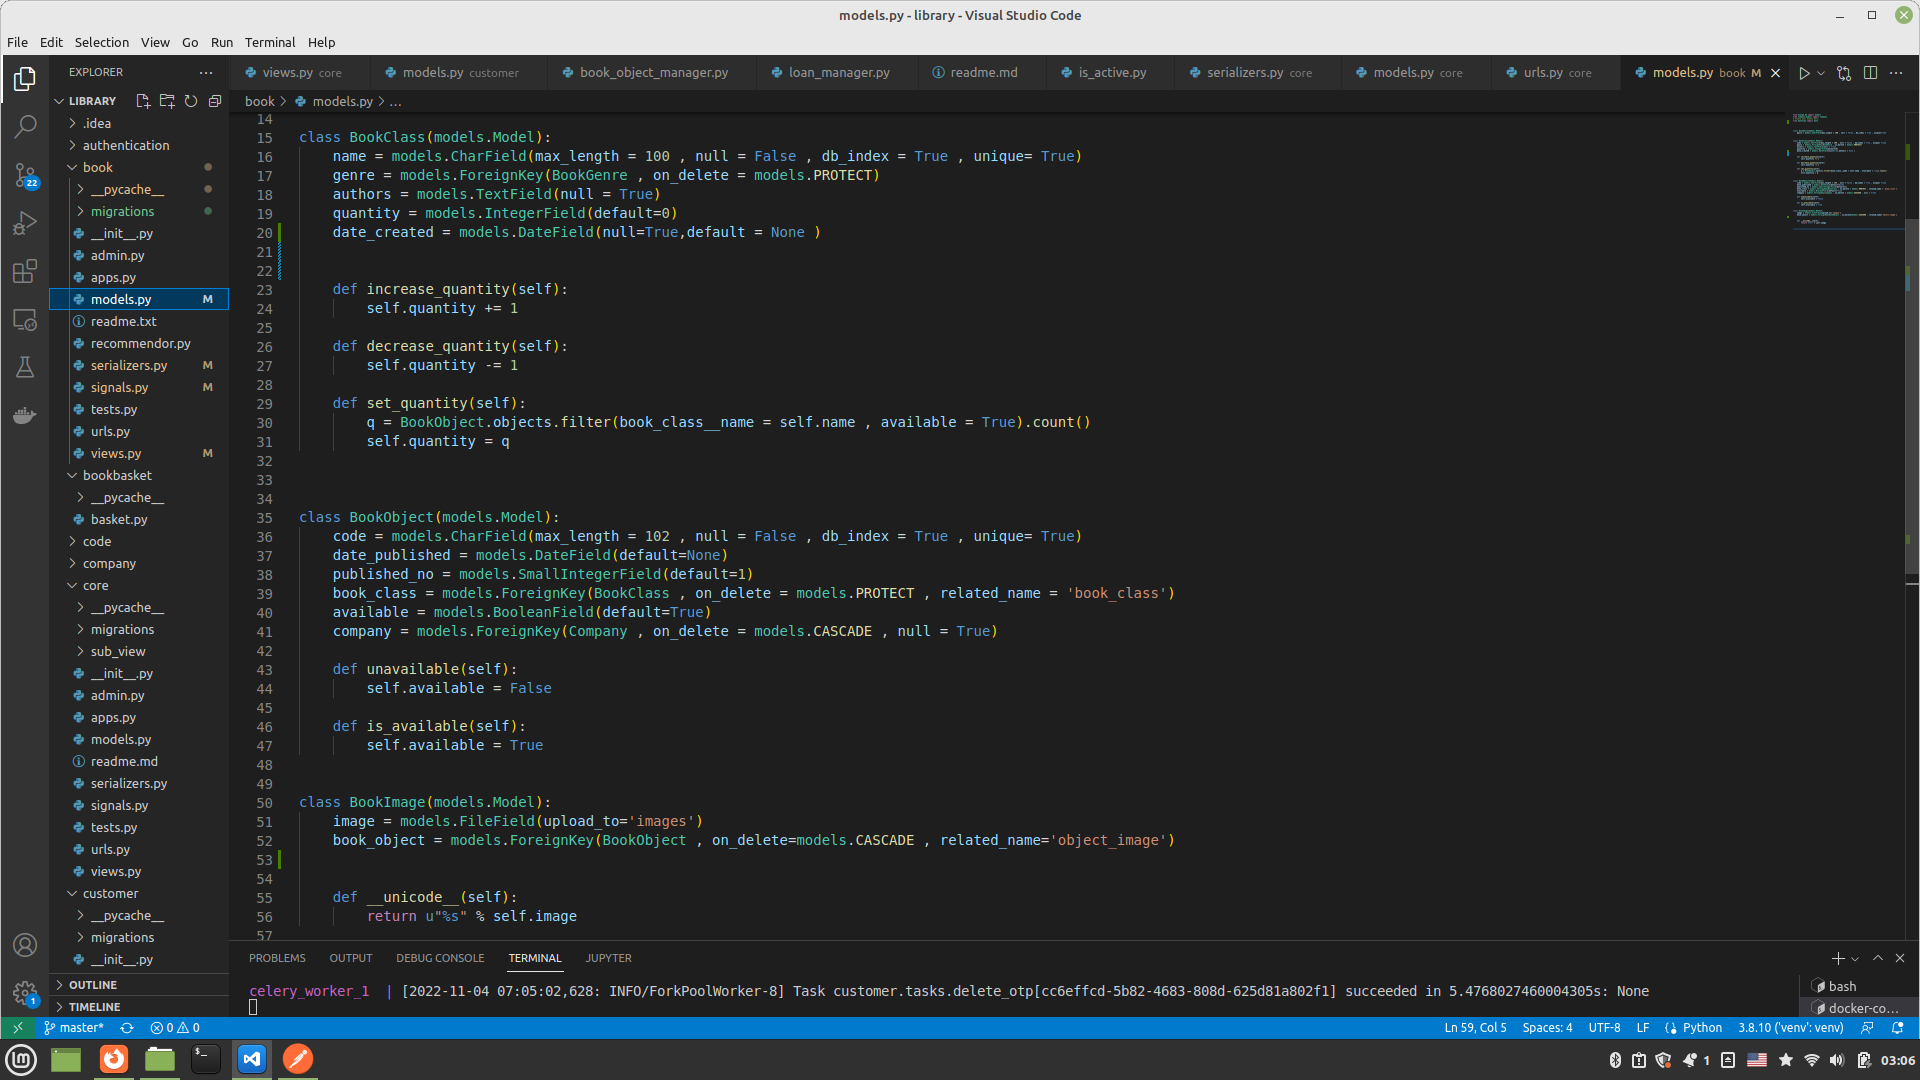 models.py - library - Visual Studio Code
File Edit Selection View Go Run Terminal Help
EXPLORER
views.py core
models.py customer
book_object_manager.py
loan_manager.py
readme.md
is_active.py
serializers.py core
models.py core
urls.py core
models.py book M
LIBRARY
book > models.py > ...
.idea
authentication
book
__pycache__
migrations
__init__.py
admin.py
apps.py
models.py M
readme.txt
recommendor.py
serializers.py M
signals.py M
tests.py
urls.py
views.py M
bookbasket
__pycache__
basket.py
code
company
core
__pycache__
migrations
sub_view
__init__.py
admin.py
apps.py
models.py
readme.md
serializers.py
signals.py
tests.py
urls.py
views.py
customer
__pycache__
migrations
__init__.py
OUTLINE
TIMELINE
22
1
14
15 class BookClass(models.Model):
16 name = models.CharField(max_length = 100 , null = False , db_index = True , unique= True)
17 genre = models.ForeignKey(BookGenre , on_delete = models.PROTECT)
18 authors = models.TextField(null = True)
19 quantity = models.IntegerField(default=0)
20 date_created = models.DateField(null=True,default = None )
21
22
23 def increase_quantity(self):
24 self.quantity += 1
25
26 def decrease_quantity(self):
27 self.quantity -= 1
28
29 def set_quantity(self):
30 q = BookObject.objects.filter(book_class__name = self.name , available = True).count()
31 self.quantity = q
32
33
34
35 class BookObject(models.Model):
36 code = models.CharField(max_length = 102 , null = False , db_index = True , unique= True)
37 date_published = models.DateField(default=None)
38 published_no = models.SmallIntegerField(default=1)
39 book_class = models.ForeignKey(BookClass , on_delete = models.PROTECT , related_name = 'book_class')
40 available = models.BooleanField(default=True)
41 company = models.ForeignKey(Company , on_delete = models.CASCADE , null = True)
42
43 def unavailable(self):
44 self.available = False
45
46 def is_available(self):
47 self.available = True
48
49
50 class BookImage(models.Model):
51 image = models.FileField(upload_to='images')
52 book_object = models.ForeignKey(BookObject , on_delete=models.CASCADE , related_name='object_image')
53
54
55 def __unicode__(self):
56 return u"%s" % self.image
57
PROBLEMS OUTPUT DEBUG CONSOLE TERMINAL JUPYTER
celery_worker_1 | [2022-11-04 07:05:02,628: INFO/ForkPoolWorker-8] Task customer.tasks.delete_otp[cc6effcd-5b82-4683-808d-625d81a802f1] succeeded in 5.4768027460004305s: None
bash
docker-co...
master* 0 0
Ln 59, Col 5 Spaces: 4 UTF-8 LF Python 3.8.10 ('venv': venv)
1 03:06